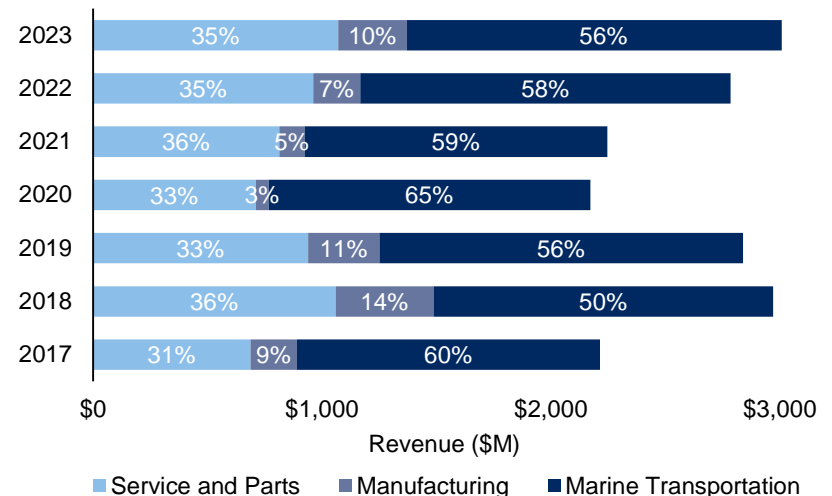 2023 35% 10% 56%
2022 35% 7% 58%
2021 36% 5% 59%
2020 33% 3% 65%
2019 33% 11% 56%
2018 36% 14% 50%
2017 31% 9% 60%
$0 $1,000 $2,000 $3,000
Revenue ($M)
Service and Parts Manufacturing Marine Transportation